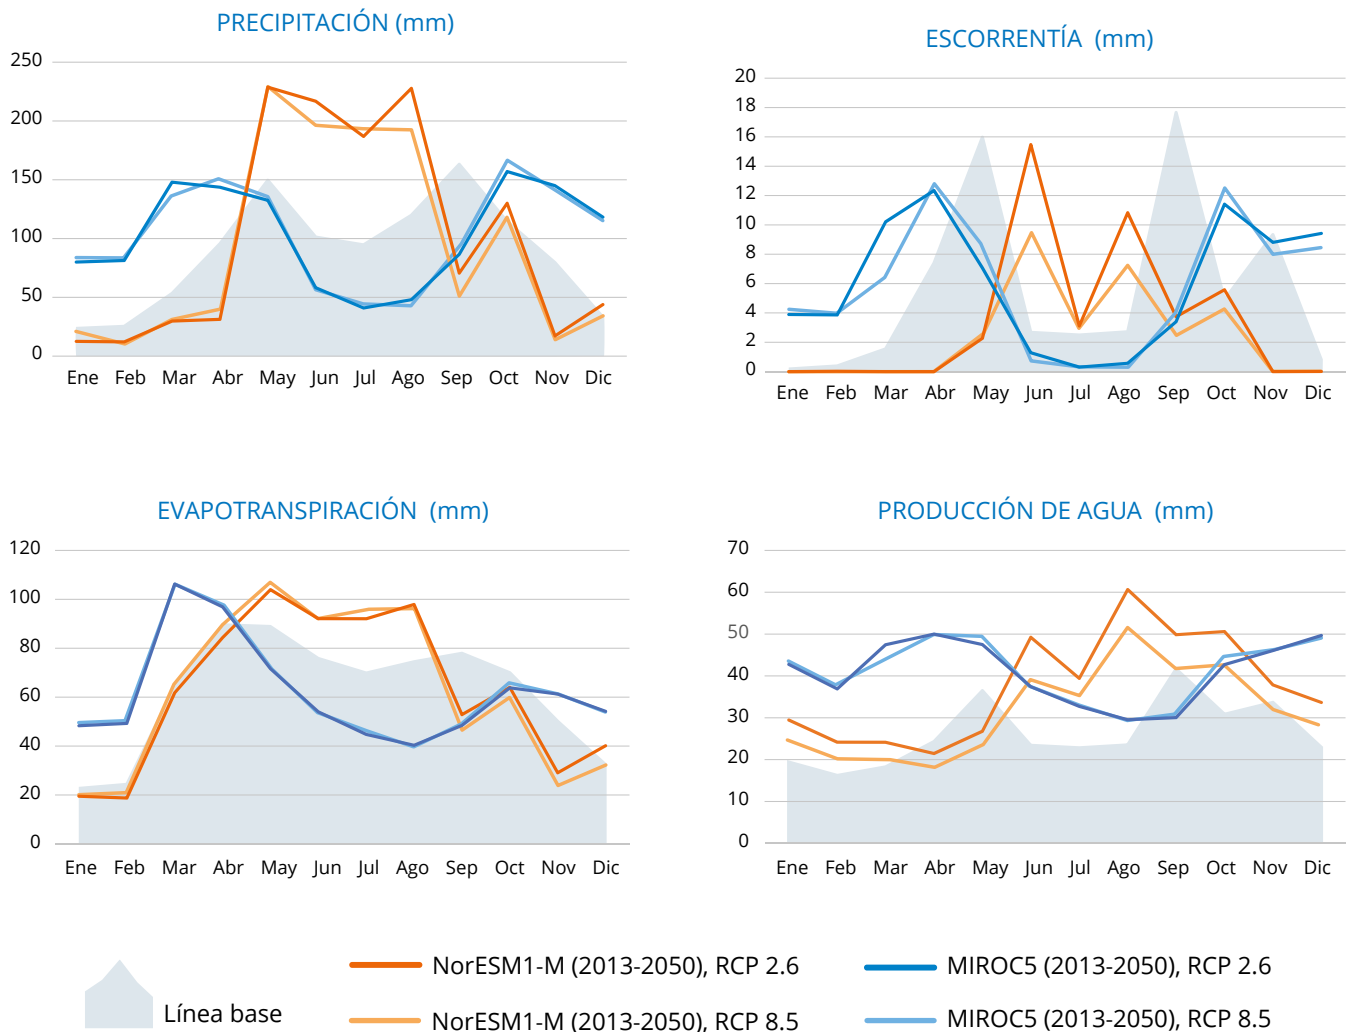 PRECIPITACIÓN (mm)
250
200
150
100
50
0
Ene Feb Mar Abr May Jun Jul Ago Sep Oct Nov Dic
ESCORRENTÍA (mm)
20
18
16
14
12
10
8
6
4
2
0
Ene Feb Mar Abr May Jun Jul Ago Sep Oct Nov Dic
EVAPOTRANSPIRACIÓN (mm)
120
100
80
60
40
20
0
Ene Feb Mar Abr May Jun Jul Ago Sep Oct Nov Dic
PRODUCCIÓN DE AGUA (mm)
70
60
50
40
30
20
10
0
Ene Feb Mar Abr May Jun Jul Ago Sep Oct Nov Dic
Línea base
NorESM1-M (2013-2050), RCP 2.6
NorESM1-M (2013-2050), RCP 8.5
MIROC5 (2013-2050), RCP 2.6
MIROC5 (2013-2050), RCP 8.5